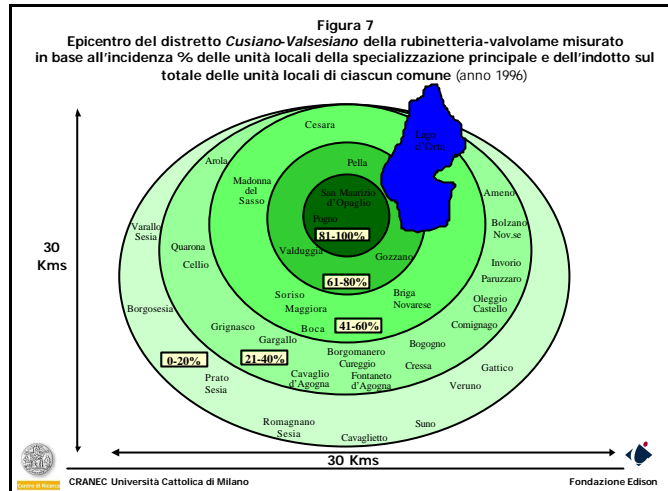 Figura 7
Epicentro del distretto Cusiano-Valsesiano della rubinetteria-valvolame misurato
in base all'incidenza % delle unità locali della specializzazione principale e dell'indotto sul
totale delle unità locali di ciascun comune (anno 1996)
Cesara
Lago
d'Orta
Arola
Pella
Madonna
del
Sasso
San Maurizio
d'Opaglio
Ameno
Pogno
Varallo
Sesia
Bolzano
Nov.se
81-100%
30
Kms
Quarona
Valduggia
Gozzano
Cellio
Invorio
Paruzzaro
61-80%
Soriso
Briga
Novarese
Oleggio
Castello
Borgosesia
Maggiora
Comignago
Grignasco
Boca
41-60%
Gargallo
Bogogno
0-20%
21-40%
Borgomanero
Cureggio
Cressa
Gattico
Prato
Sesia
Cavaglio
d'Agogna
Fontaneto
d'Agogna
Veruno
Romagnano
Sesia
Suno
Cavaglietto
30 Kms
Centro di Ricerca
CRANEC Università Cattolica di Milano
Fondazione Edison